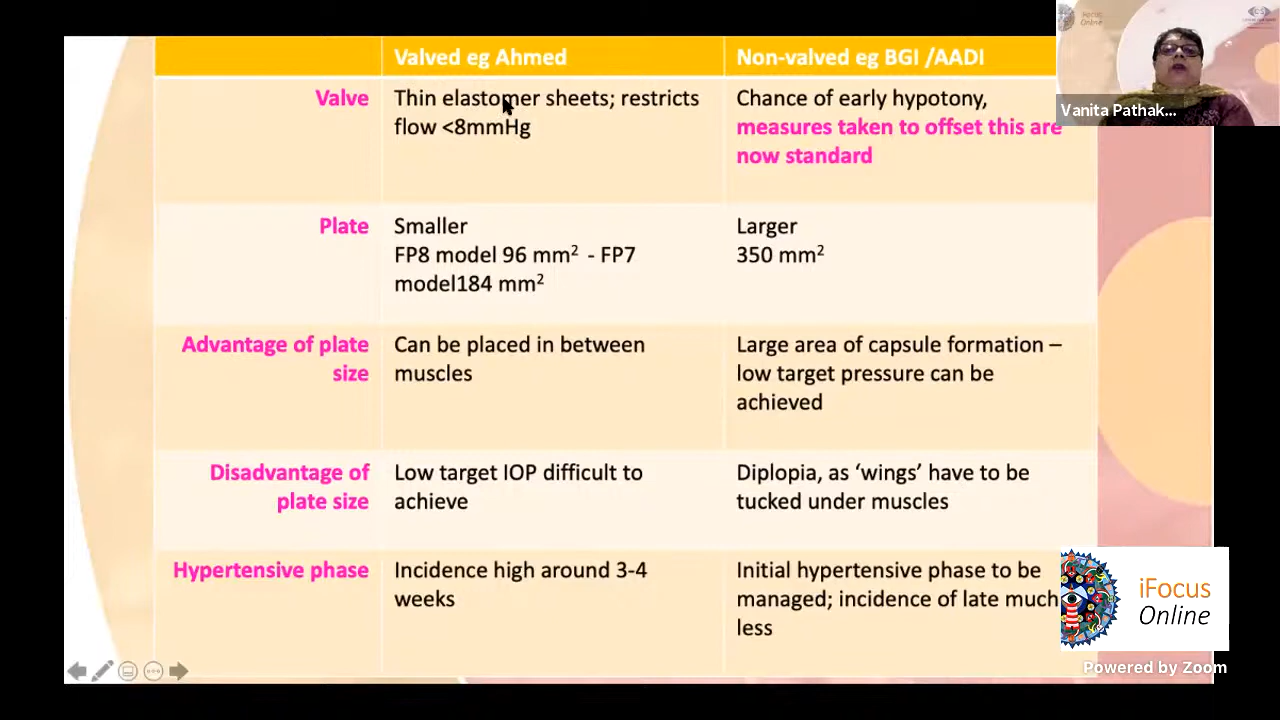 Valved eg Ahmed
Non-valved eg BGI /AADI
Valve
Thin elastomer sheets; restricts
flow <8mmHg
Chance of early hypotony,
measures taken to offset this are
now standard
Plate
Smaller
FP8 model 96 mm² - FP7
model184 mm²
Larger
350 mm²
Advantage of plate
size
Can be placed in between
muscles
Large area of capsule formation –
low target pressure can be
achieved
Disadvantage of
plate size
Low target IOP difficult to
achieve
Diplopia, as ‘wings’ have to be
tucked under muscles
Hypertensive phase
Incidence high around 3-4
weeks
Initial hypertensive phase to be
managed; incidence of late much
less
iFocus
Online
Vanita Pathak...
iFocus
Online
Powered by Zoom